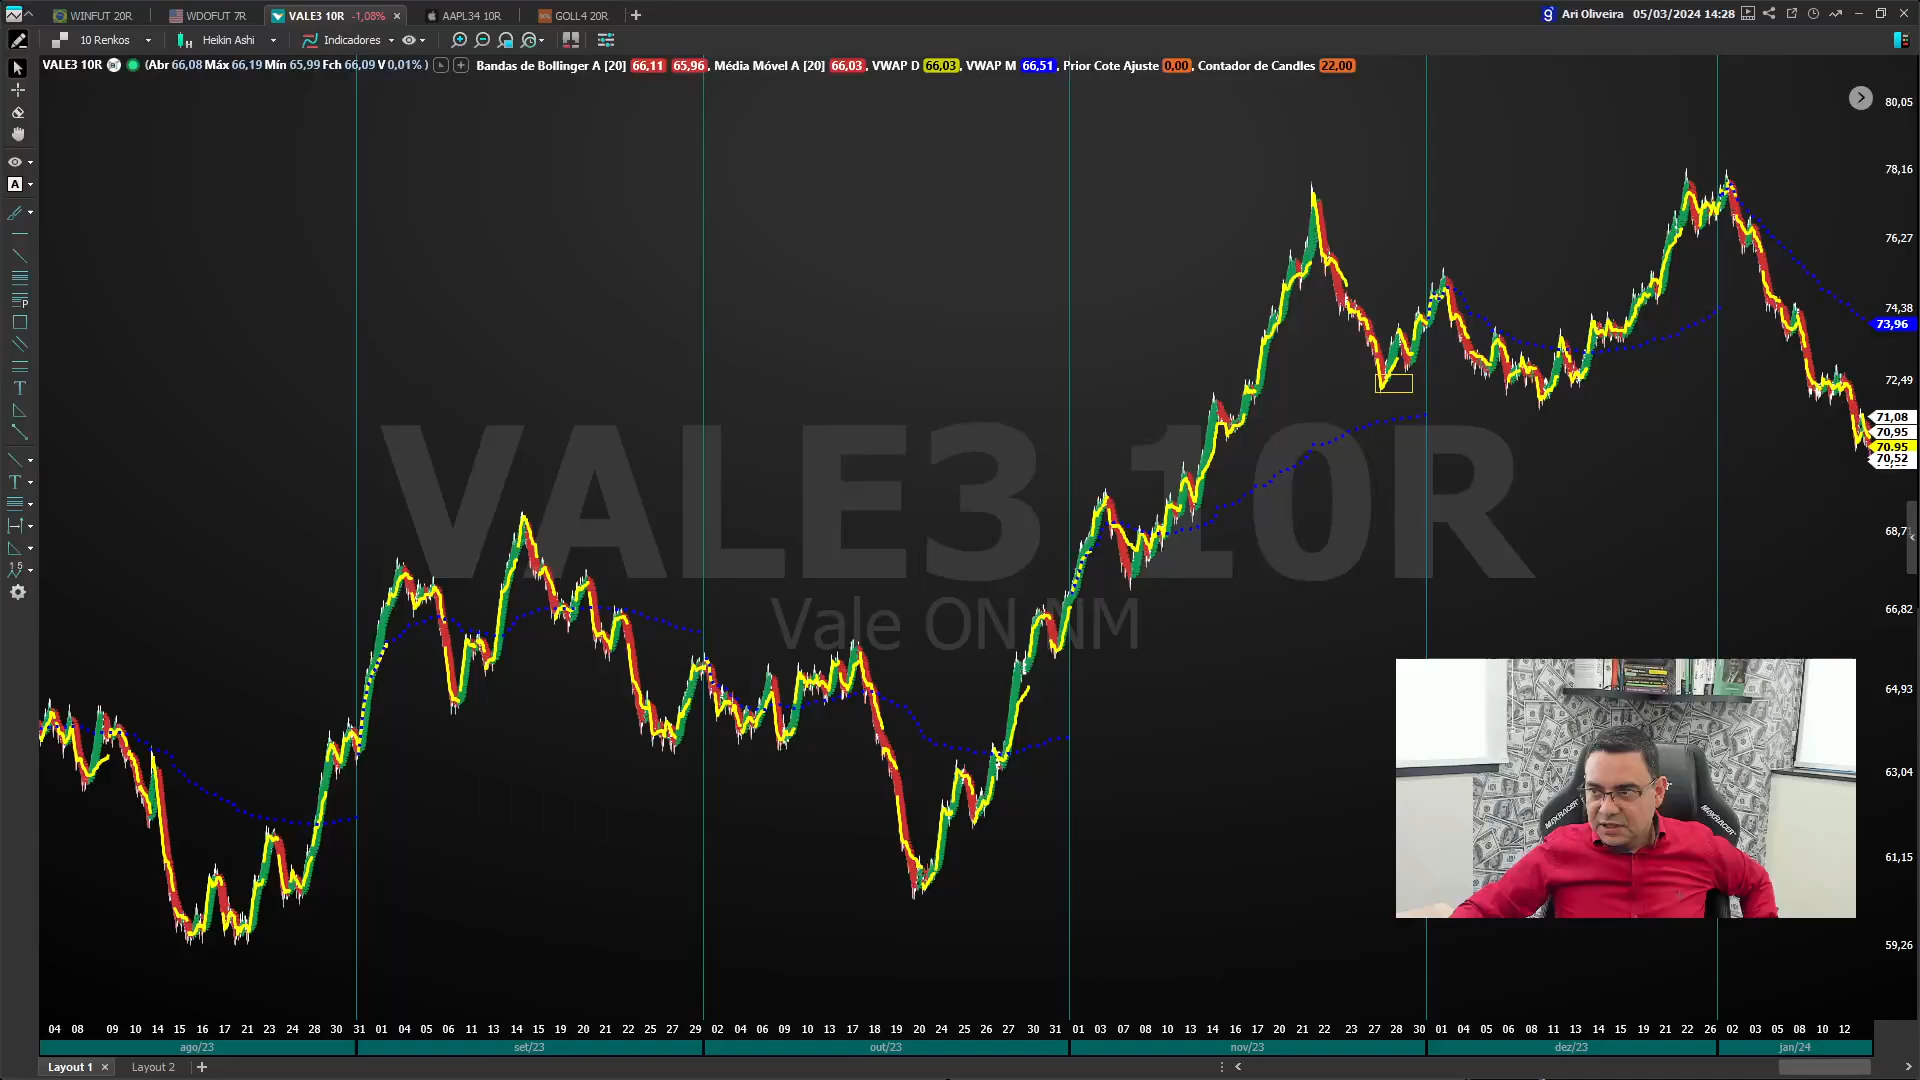 WINFUT 20R WDOFUT 7R VALE3 10R -1,08% × AAPL34 10R GOLL4 20R + Ari Oliveira 05/03/2024 14:28
10 Renkos Heikin Ashi Indicadores
VALE3 10R (Abr 66,08 Máx 66,19 Mín 65,99 Fch 66,09 V 0,01% ) Bandas de Bollinger A [20] 66,11 65,96, Média Móvel A [20] 66,03, VWAP D 66,03, VWAP M 66,51, Prior Cote Ajuste 0,00, Contador de Candles 22,00
80,05
78,16
76,27
74,38
73,96
72,49
71,08
70,95
70,95
70,52
68,71
66,82
64,93
63,04
61,15
59,26
VALE3 10R
Vale ON NM
MAXRACER MAXRACER
04 08 09 10 14 15 16 17 21 23 24 28 30 31 01 04 05 06 11 13 14 15 19 20 21 25 27 29 02 04 06 09 10 13 17 18 20 24 25 26 27 30 31 01 03 07 08 10 13 14 16 17 20 21 22 24 27 28 30 01 04 06 08 11 13 14 15 19 21 22 26 02 03 05 08 10 12
ago/23 set/23 out/23 nov/23 dez/23 jan/24
Layout 1 × Layout 2 +